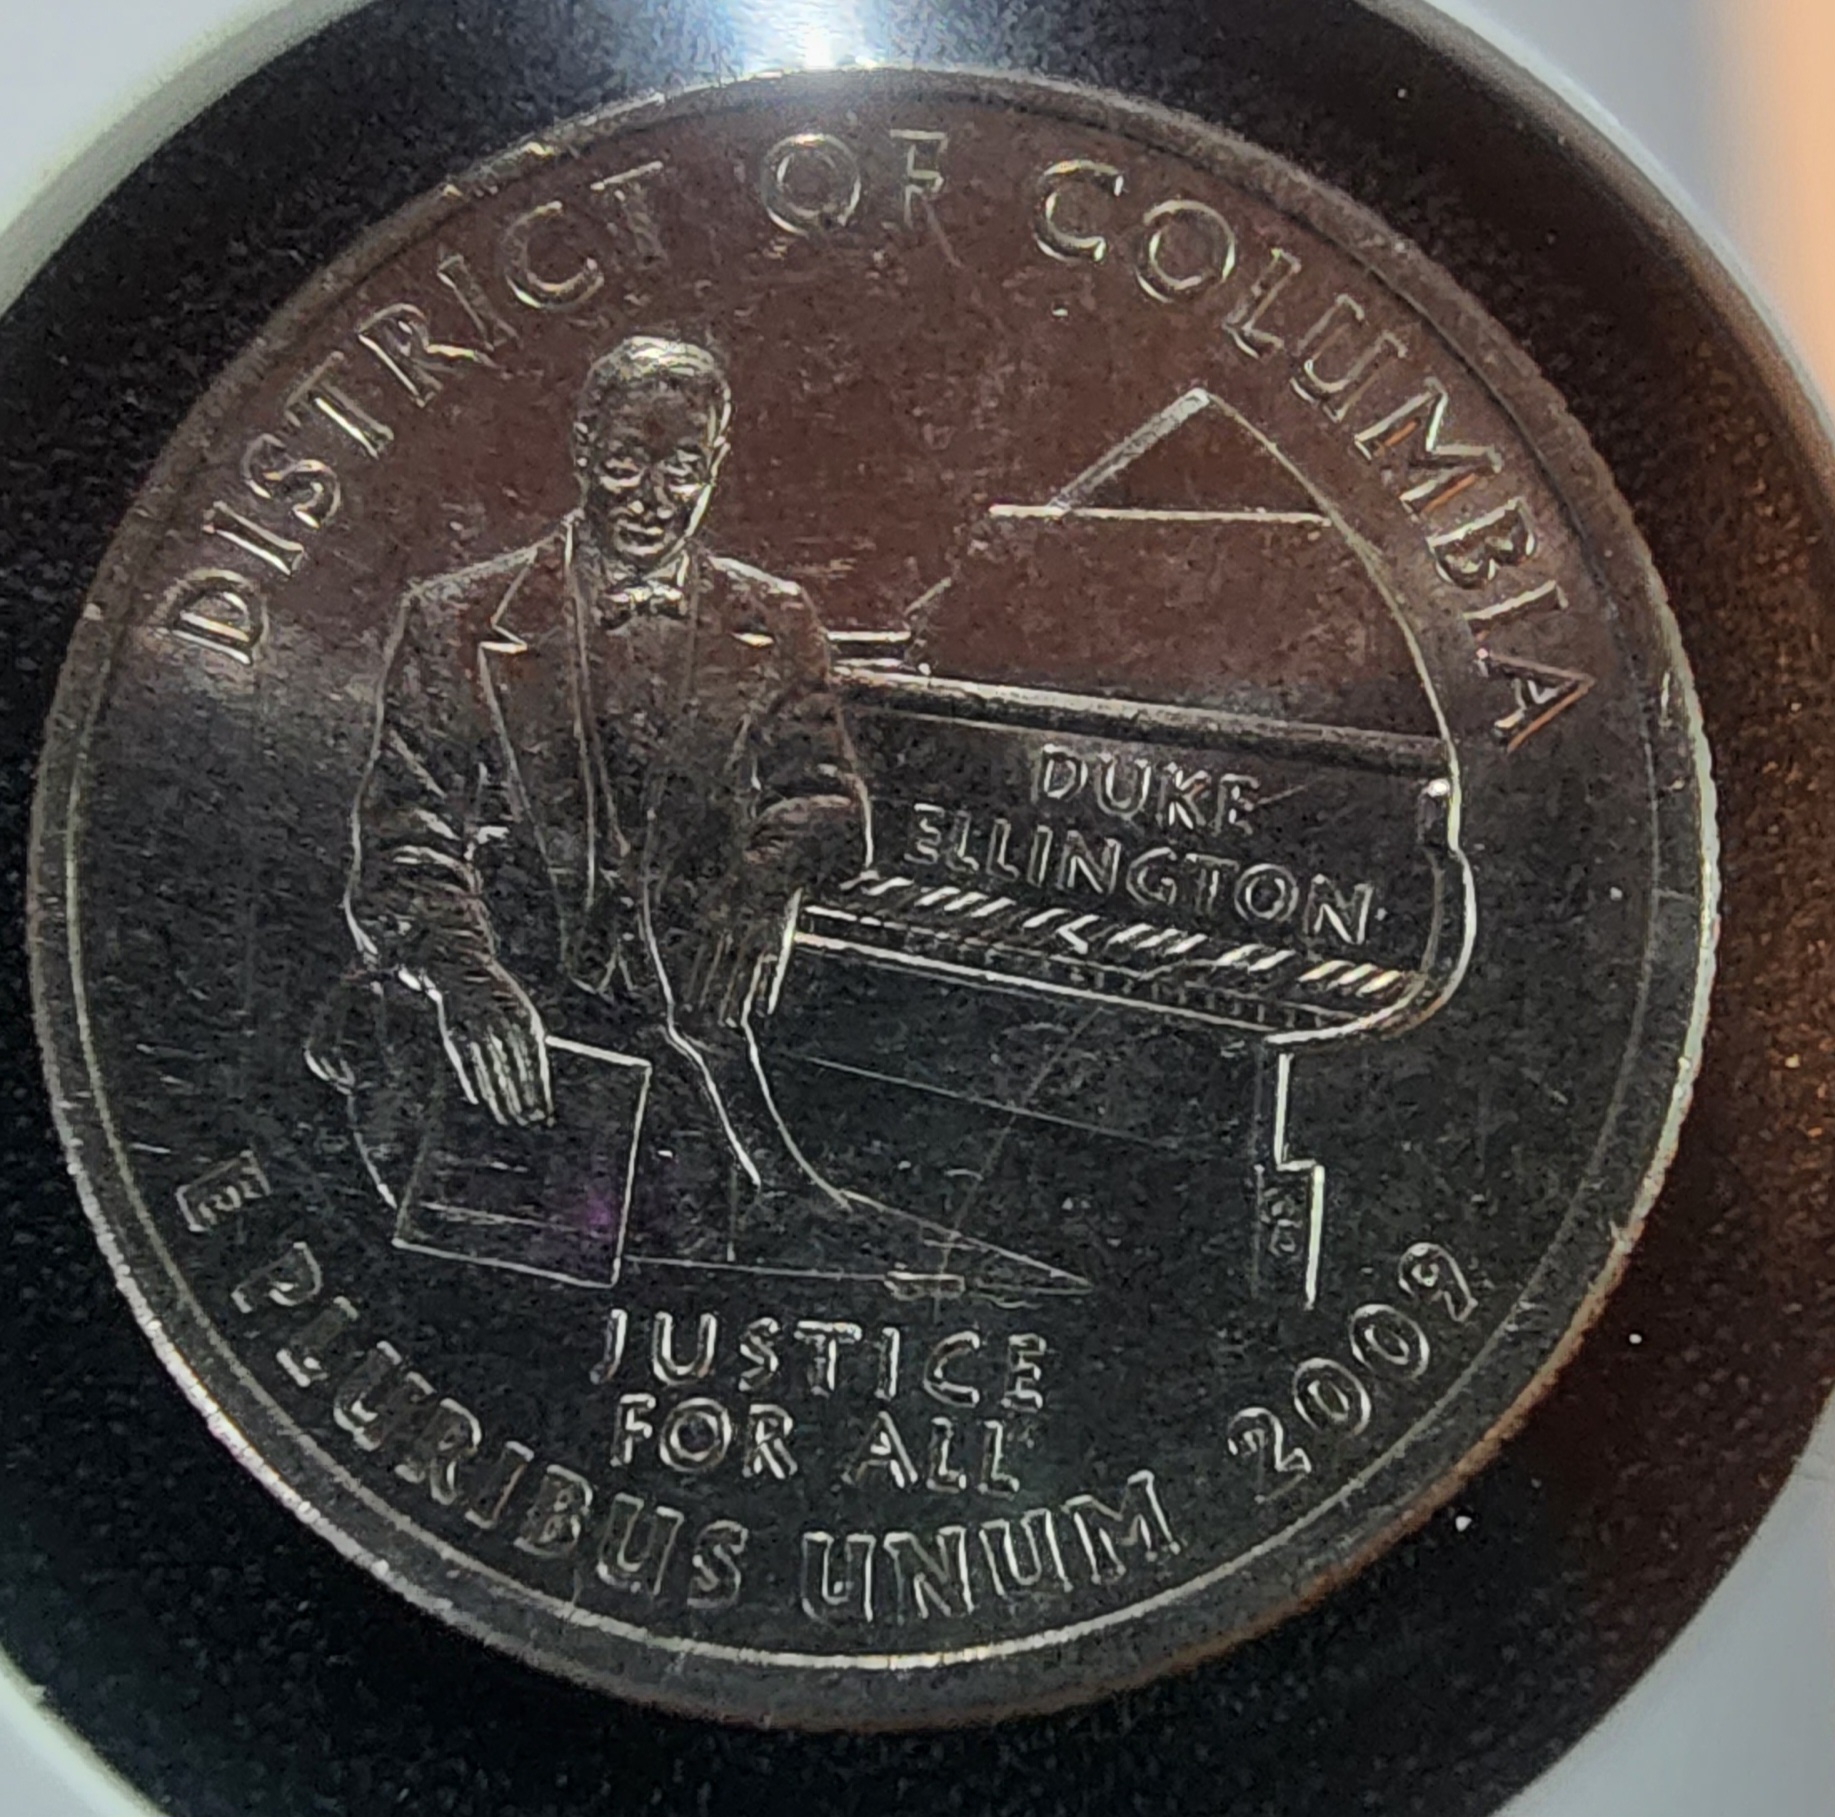 DISTRICT OF COLUMBIA
DUKE
ELLINGTON
JUSTICE
FOR ALL
E PLURIBUS UNUM 2009